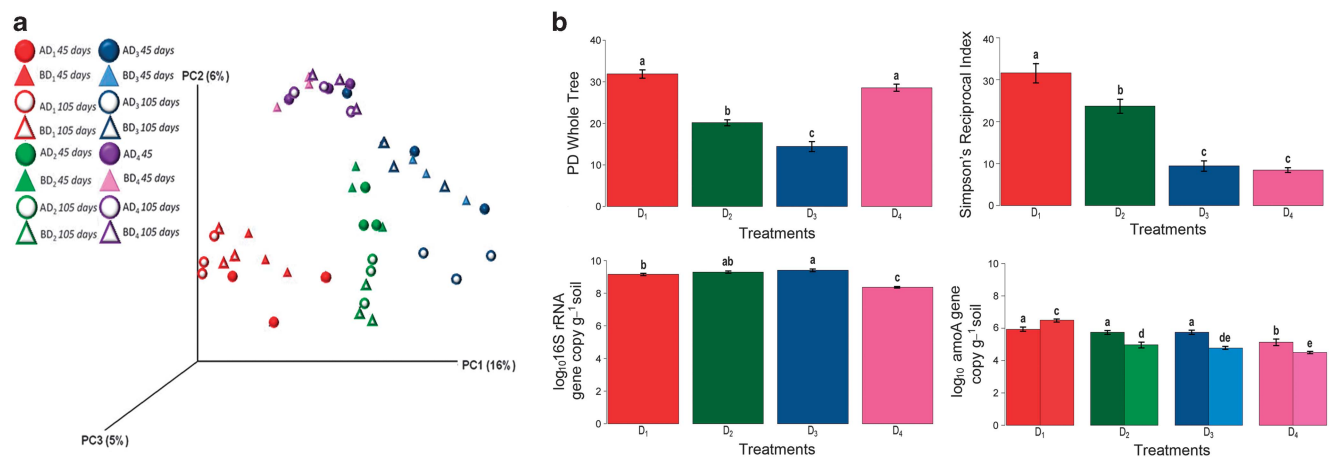 a
AD₁ 45 days
AD₃ 45 days
BD₁ 45 days
BD₃ 45 days
AD₁ 105 days
AD₃ 105 days
BD₁ 105 days
BD₃ 105 days
AD₂ 45 days
AD₄ 45
BD₂ 45 days
BD₄ 45 days
AD₂ 105 days
AD₄ 105 days
BD₂ 105 days
BD₄ 105 days
PC2 (6%)
PC1 (16%)
PC3 (5%)
b
PD Whole Tree
40
30
20
10
0
a
b
c
a
D₁
D₂
D₃
D₄
Treatments
Simpson's Reciprocal Index
40
30
20
10
0
a
b
c
c
D₁
D₂
D₃
D₄
Treatments
log₁₀16S rRNA
gene copy g⁻¹ soil
10
8
6
4
2
0
b
ab
a
c
D₁
D₂
D₃
D₄
Treatments
log₁₀ amoA gene
copy g⁻¹ soil
10
8
6
4
2
0
a
c
a
d
a
de
b
e
D₁
D₂
D₃
D₄
Treatments